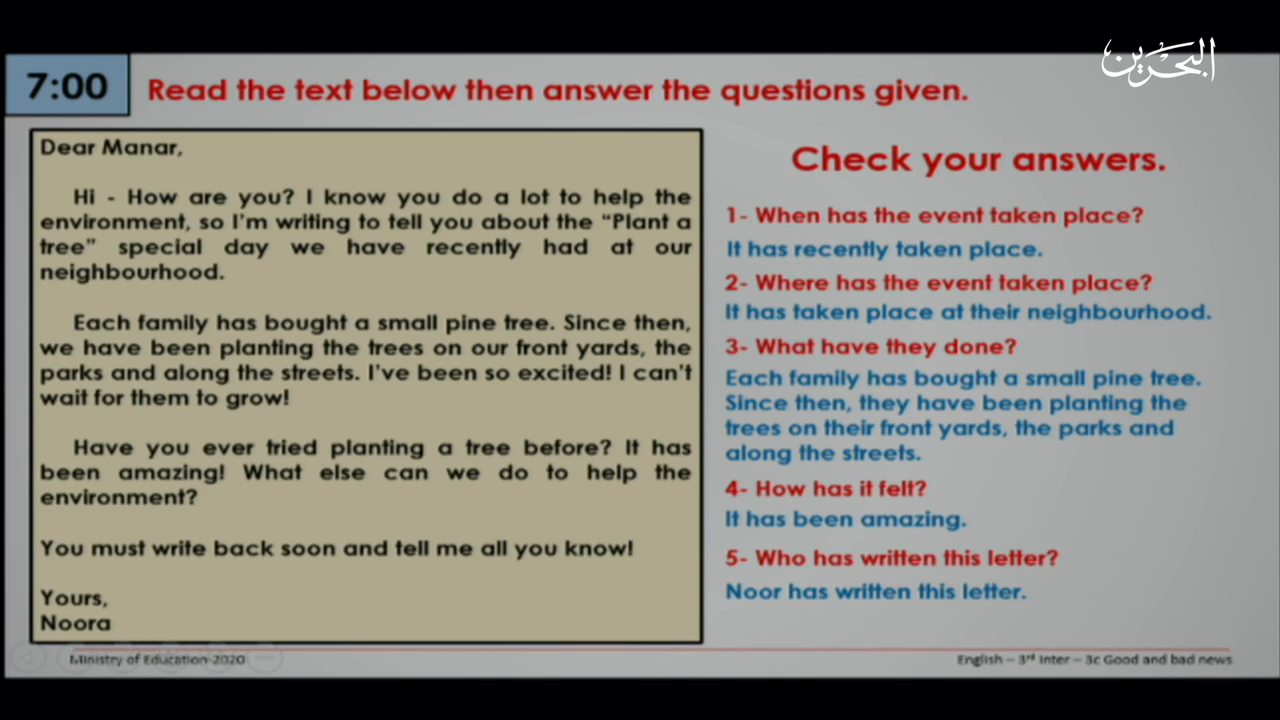 البحرين
7:00
Read the text below then answer the questions given.
Dear Manar,
Hi - How are you? I know you do a lot to help the
environment, so I'm writing to tell you about the "Plant a
tree" special day we have recently had at our
neighbourhood.
Each family has bought a small pine tree. Since then,
we have been planting the trees on our front yards, the
parks and along the streets. I've been so excited! I can't
wait for them to grow!
Have you ever tried planting a tree before? It has
been amazing! What else can we do to help the
environment?
You must write back soon and tell me all you know!
Yours,
Noora
Check your answers.
1- When has the event taken place?
It has recently taken place.
2- Where has the event taken place?
It has taken place at their neighbourhood.
3- What have they done?
Each family has bought a small pine tree.
Since then, they have been planting the
trees on their front yards, the parks and
along the streets.
4- How has it felt?
It has been amazing.
5- Who has written this letter?
Noor has written this letter.
Ministry of Education-2020
English – 3rd Inter – 3c Good and bad news